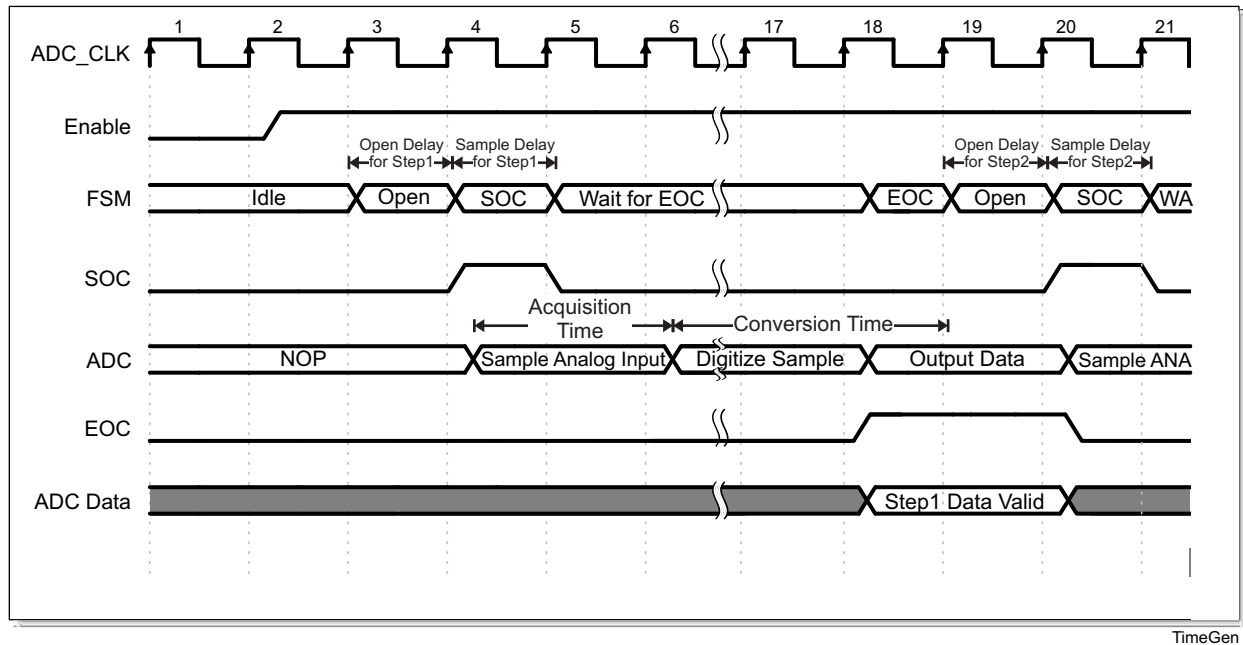 1 2 3 4 5 6 17 18 19 20 21
ADC_CLK
Enable
Open Delay for Step1
Sample Delay for Step1
Open Delay for Step2
Sample Delay for Step2
FSM Idle Open SOC Wait for EOC EOC Open SOC WA
SOC
Acquisition Time
Conversion Time
ADC NOP Sample Analog Input Digitize Sample Output Data Sample ANA
EOC
ADC Data Step1 Data Valid
TimeGen